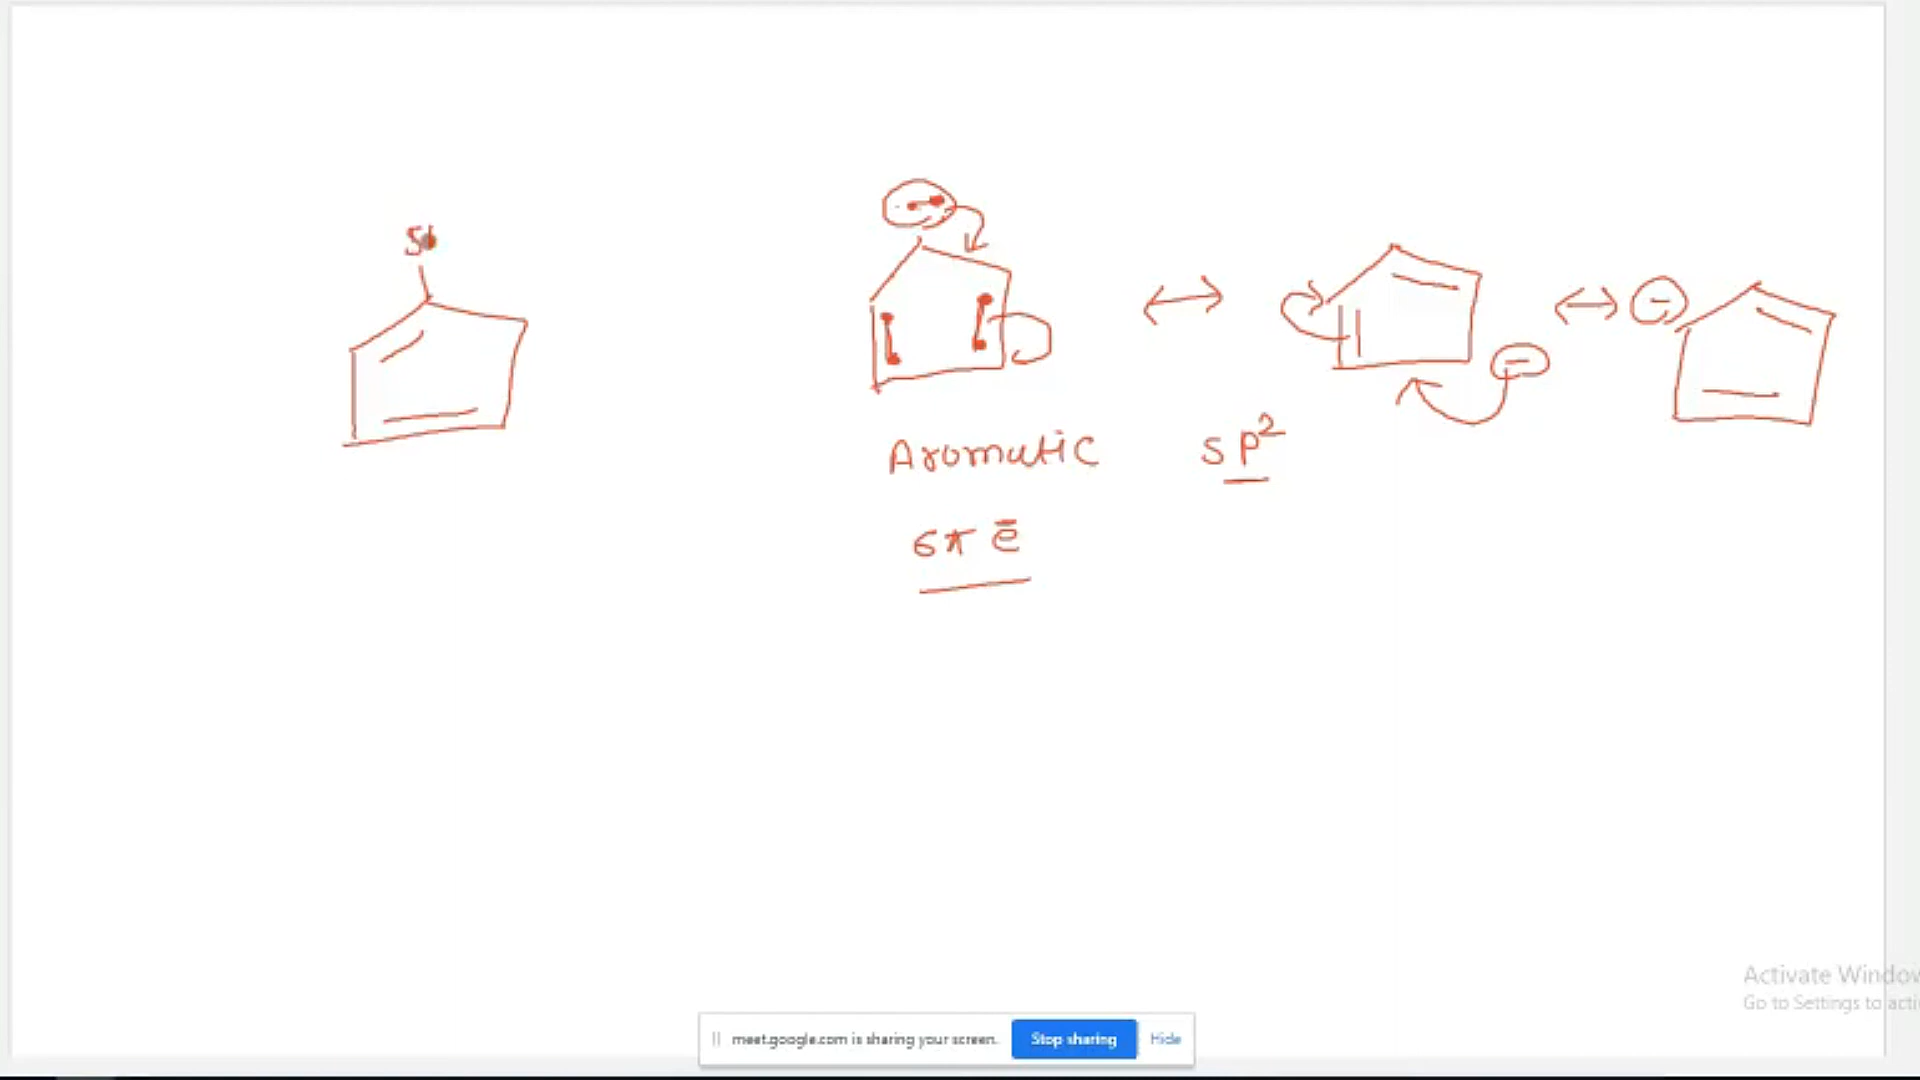 Aromatic sp²
6π ē
Activate Window
Go to Settings to acti
meet.google.com is sharing your screen.
Stop sharing
Hide